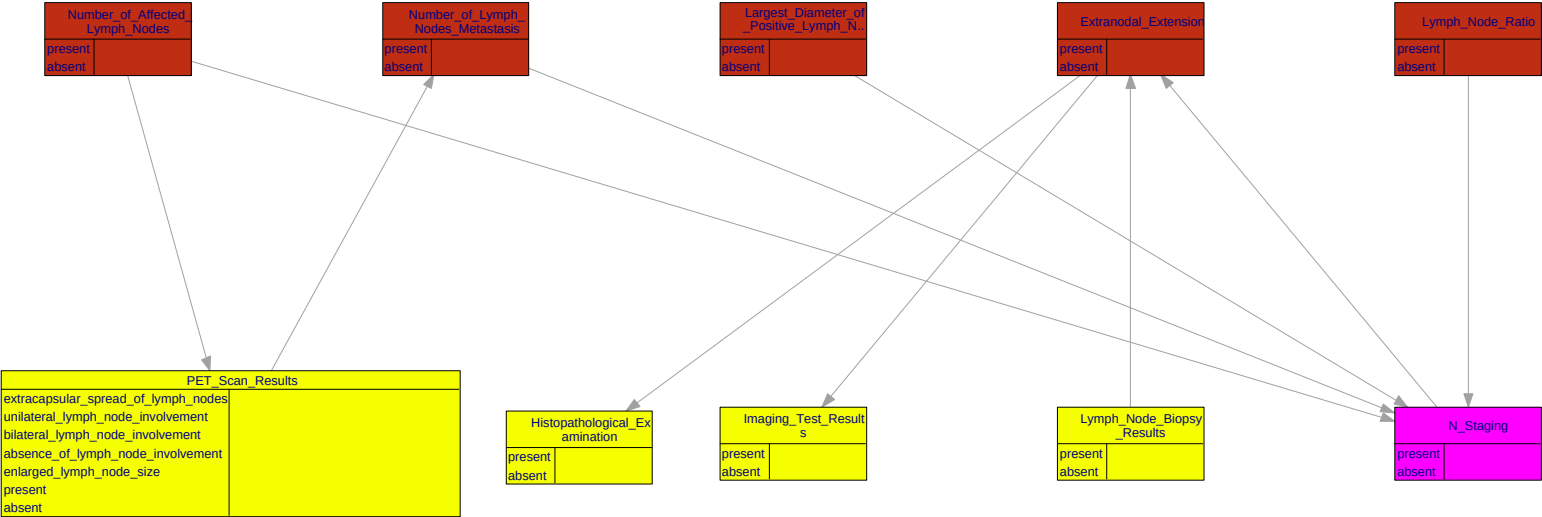 Number_of_Affected_
Lymph_Nodes
present
absent
Number_of_Lymph_
Nodes_Metastasis
present
absent
Largest_Diameter_of
_Positive_Lymph_N..
present
absent
Extranodal_Extension
present
absent
Lymph_Node_Ratio
present
absent
PET_Scan_Results
extracapsular_spread_of_lymph_nodes
unilateral_lymph_node_involvement
bilateral_lymph_node_involvement
absence_of_lymph_node_involvement
enlarged_lymph_node_size
present
absent
Histopathological_Ex
amination
present
absent
Imaging_Test_Result
s
present
absent
Lymph_Node_Biopsy
_Results
present
absent
N_Staging
present
absent